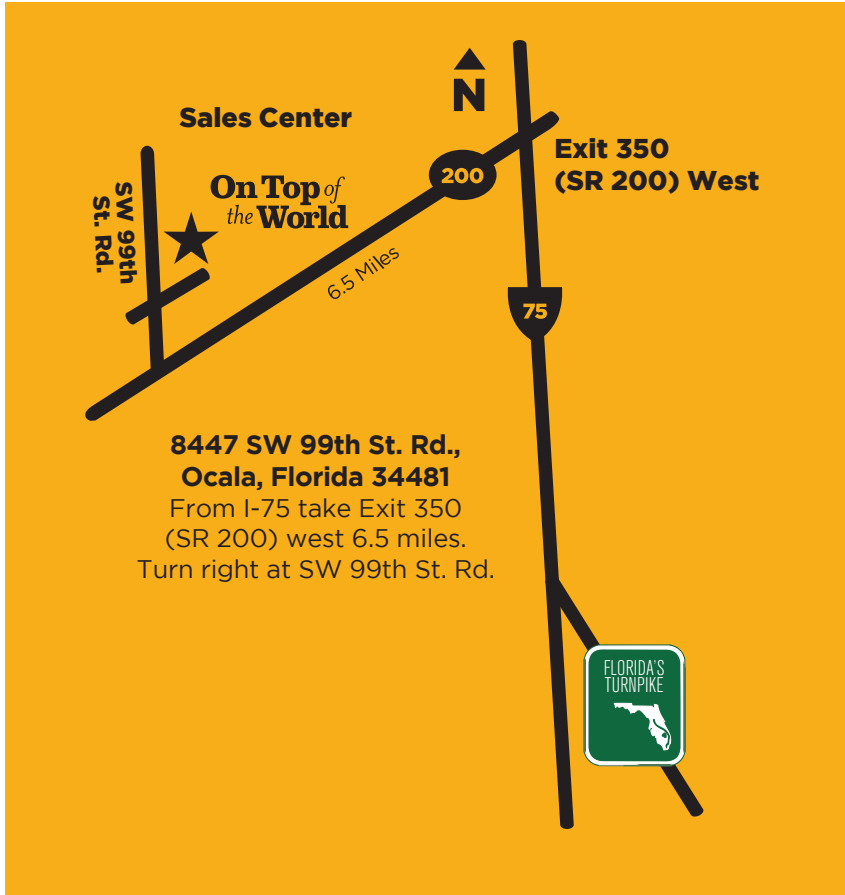 N
Sales Center
Exit 350
(SR 200) West
200
On Top of
the World
SW 99th
St. Rd.
6.5 Miles
75
8447 SW 99th St. Rd.,
Ocala, Florida 34481
From I-75 take Exit 350
(SR 200) west 6.5 miles.
Turn right at SW 99th St. Rd.
FLORIDA'S
TURNPIKE